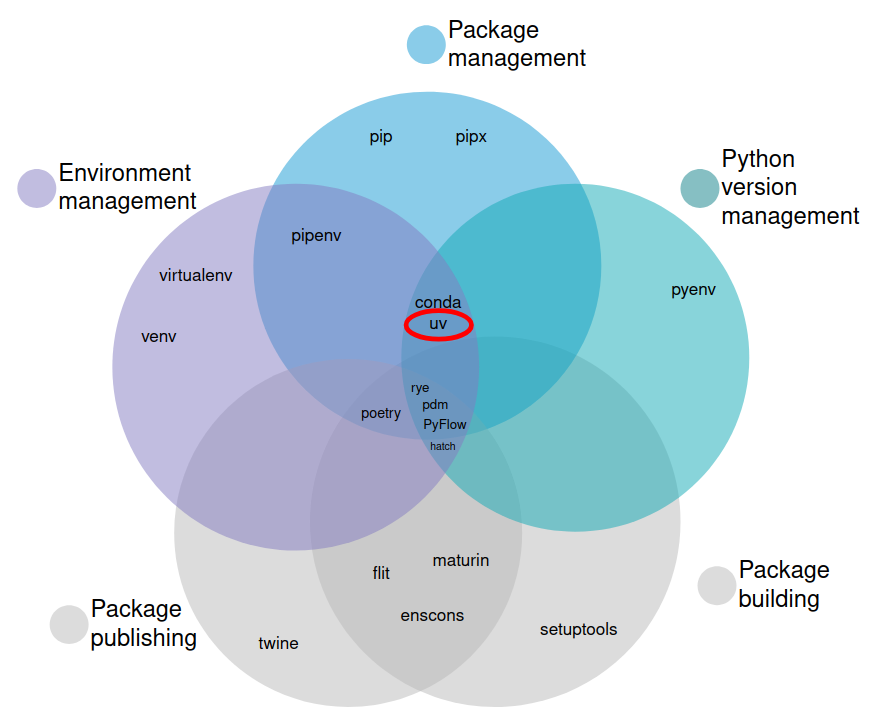 Package
management
Environment
management
Python
version
management
pip
pipx
pipenv
virtualenv
venv
pyenv
conda
uv
rye
pdm
poetry
PyFlow
hatch
flit
maturin
enscons
twine
setuptools
Package
publishing
Package
building